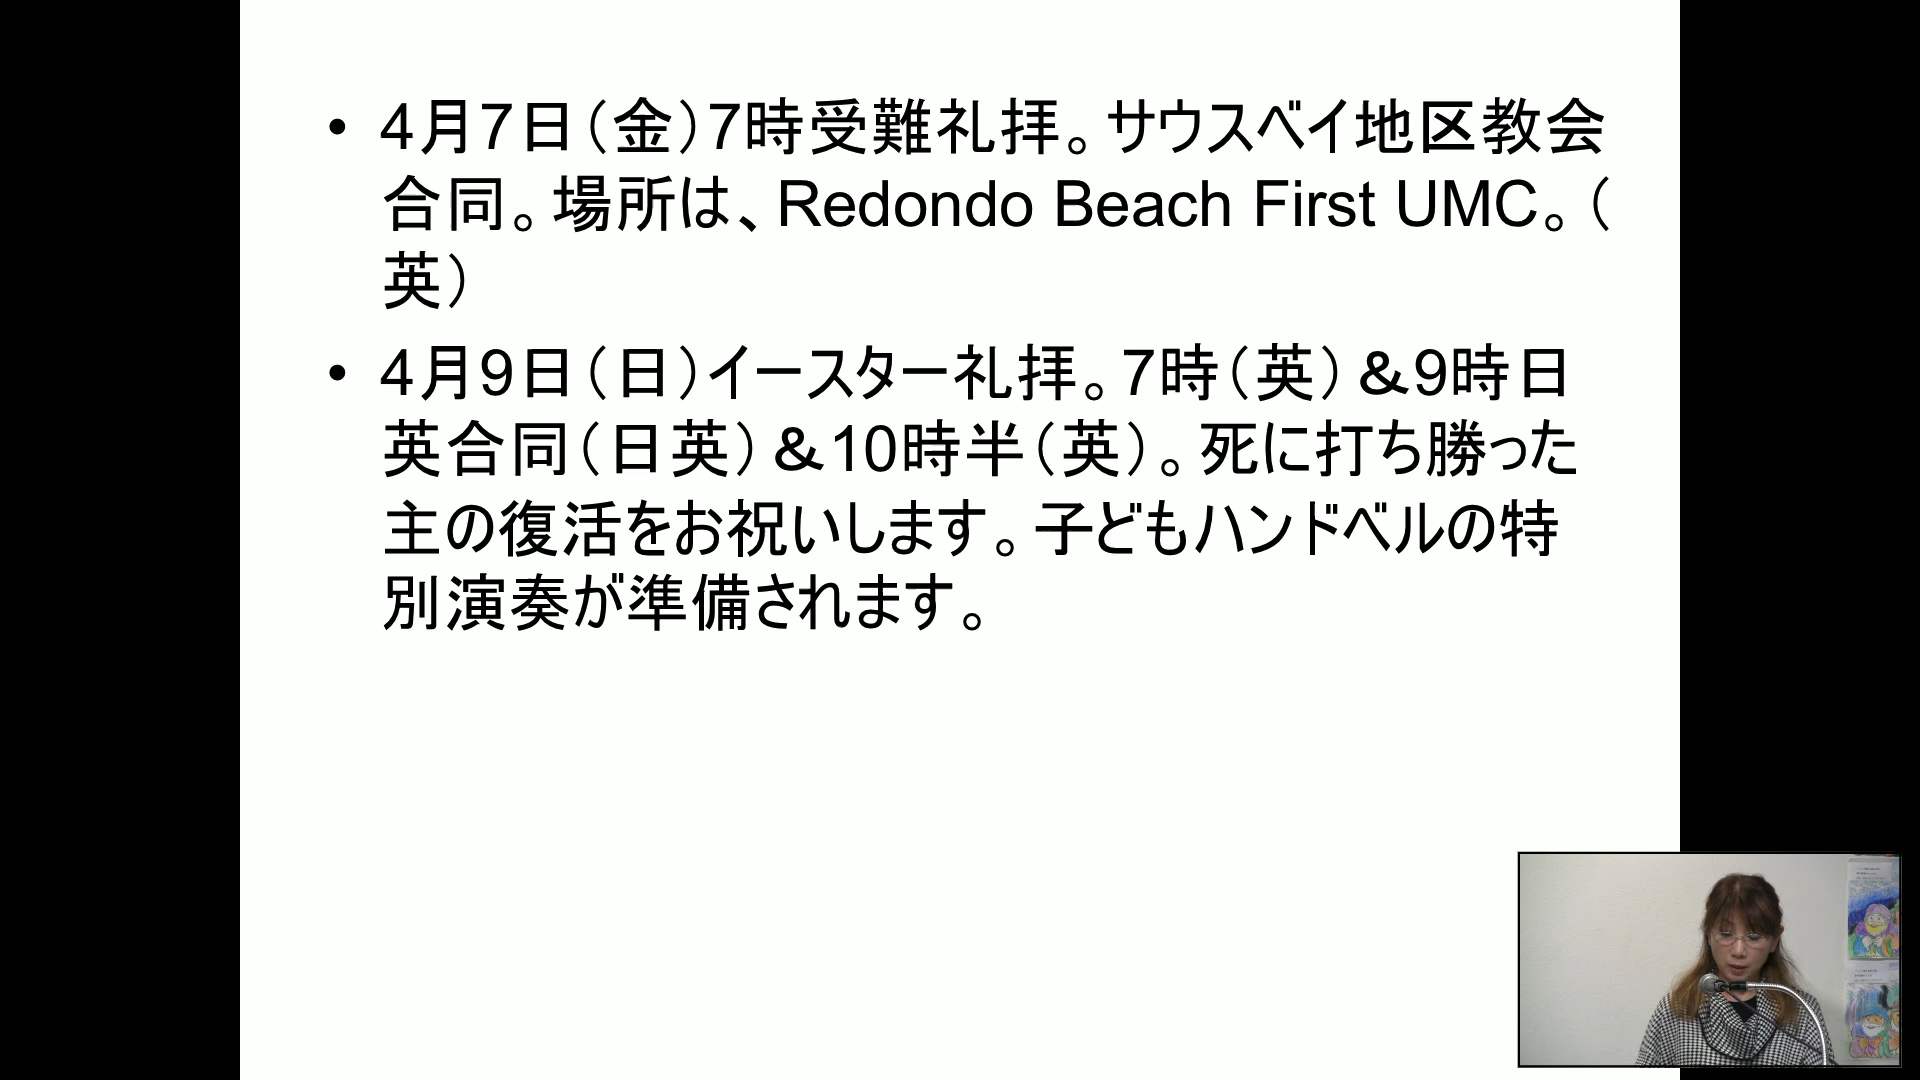 • 4月7日（金）7時受難礼拝。サウスベイ地区教会
合同。場所は、Redondo Beach First UMC。（
英）
• 4月9日（日）イースター礼拝。7時（英）＆9時日
英合同（日英）＆10時半（英）。死に打ち勝った
主の復活をお祝いします。子どもハンドベルの特
別演奏が準備されます。